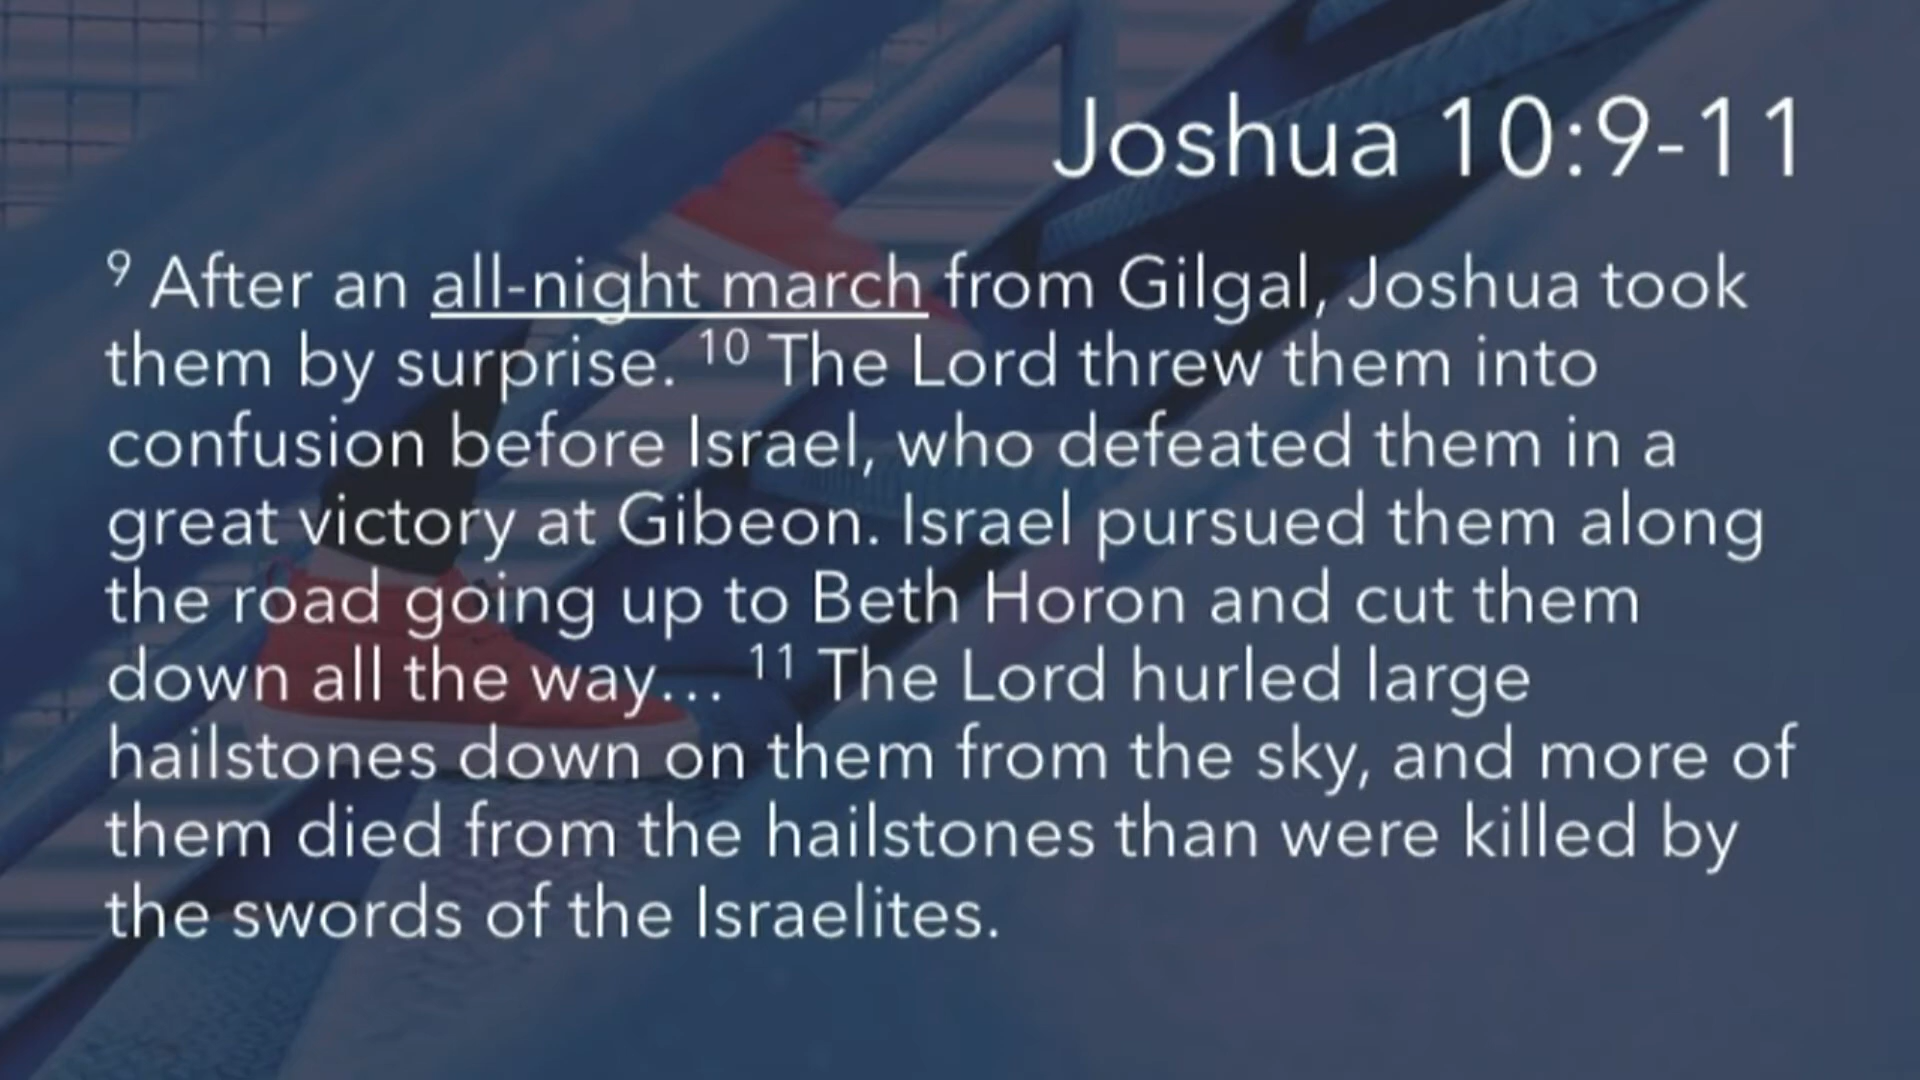 Joshua 10:9-11
9 After an all-night march from Gilgal, Joshua took
them by surprise. 10 The Lord threw them into
confusion before Israel, who defeated them in a
great victory at Gibeon. Israel pursued them along
the road going up to Beth Horon and cut them
down all the way... 11 The Lord hurled large
hailstones down on them from the sky, and more of
them died from the hailstones than were killed by
the swords of the Israelites.